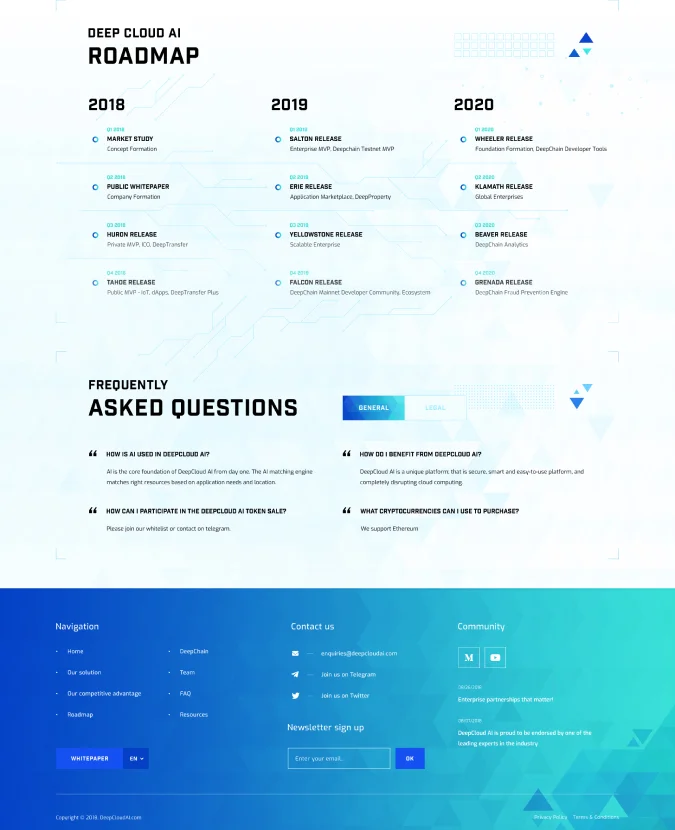 DEEP CLOUD AI
ROADMAP
2018
Q1 2018
MARKET STUDY
Concept Formation
Q2 2018
PUBLIC WHITEPAPER
Company Formation
Q3 2018
HURON RELEASE
Private MVP, ICO, DeepTransfer
Q4 2018
TAHOE RELEASE
Public MVP - IoT, dApps, DeepTransfer Plus
2019
Q1 2019
SALTON RELEASE
Enterprise MVP, Deepchain Testnet MVP
Q2 2019
ERIE RELEASE
Application Marketplace, DeepProperty
Q3 2019
YELLOWSTONE RELEASE
Scalable Enterprise
Q4 2019
FALCON RELEASE
DeepChain Mainnet Developer Community, Ecosystem
2020
Q1 2020
WHEELER RELEASE
Foundation Formation, DeepChain Developer Tools
Q2 2020
KLAMATH RELEASE
Global Enterprises
Q3 2020
BEAVER RELEASE
DeepChain Analytics
Q4 2020
GRENADA RELEASE
DeepChain Fraud Prevention Engine
FREQUENTLY
ASKED QUESTIONS
GENERAL
LEGAL
HOW IS AI USED IN DEEPCLOUD AI?
AI is the core foundation of DeepCloud AI from day one. The AI matching engine
matches right resources based on application needs and location.
HOW DO I BENEFIT FROM DEEPCLOUD AI?
DeepCloud AI is a unique platform; that is secure, smart and easy-to-use platform, and
completely disrupting cloud computing.
HOW CAN I PARTICIPATE IN THE DEEPCLOUD AI TOKEN SALE?
Please join our whitelist or contact on telegram.
WHAT CRYPTOCURRENCIES CAN I USE TO PURCHASE?
We support Ethereum
Navigation
Home
Our solution
Our competitive advantage
Roadmap
DeepChain
Team
FAQ
Resources
WHITEPAPER
EN
Contact us
enquiries@deepcloudai.com
Join us on Telegram
Join us on Twitter
Newsletter sign up
Enter your email..
OK
Community
M
Enterprise partnerships that matter!
DeepCloud AI is proud to be endorsed by one of the
leading experts in the industry
Copyright © 2018. DeepCloudAI.com
Privacy Policy
Terms & Conditions